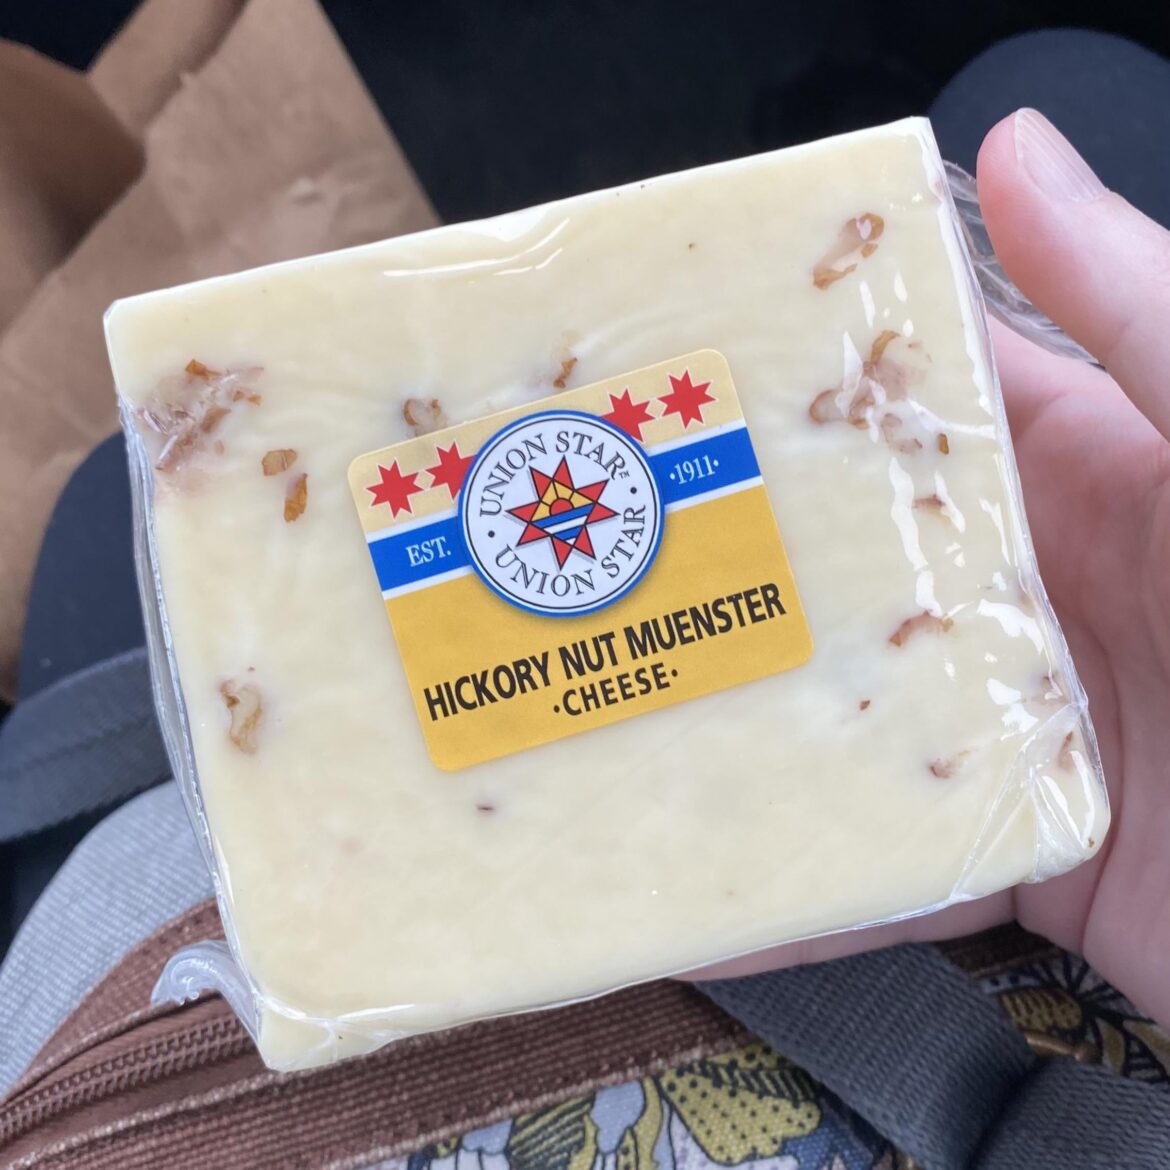 UNION STAR
EST.
·1911·
UNION STAR
HICKORY NUT MUENSTER
·CHEESE·